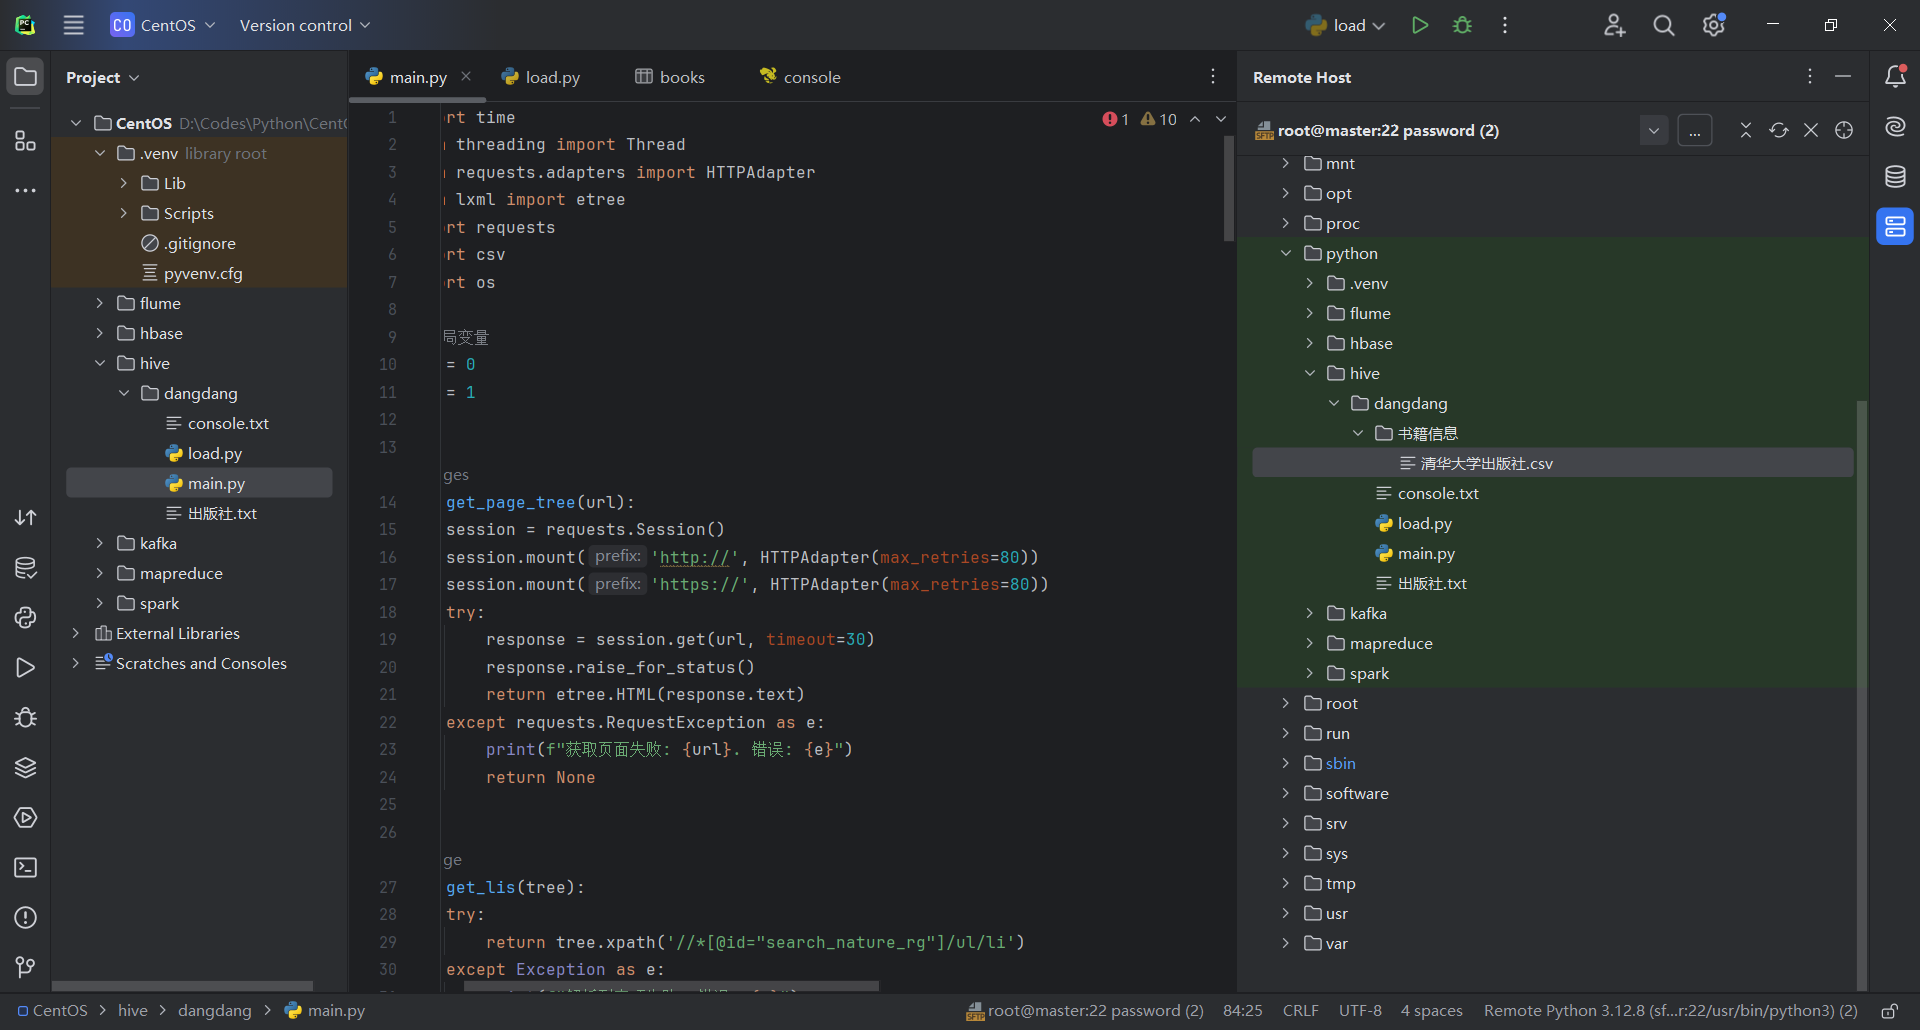 CO CentOS Version control load
Project
CentOS D:\Codes\Python\Cent
.venv library root
Lib
Scripts
.gitignore
pyvenv.cfg
flume
hbase
hive
dangdang
console.txt
load.py
main.py
出版社.txt
kafka
mapreduce
spark
External Libraries
Scratches and Consoles
main.py load.py books console
1 10
1 rt time
2 threading import Thread
3 requests.adapters import HTTPAdapter
4 lxml import etree
5 rt requests
6 rt csv
7 rt os
8
9 局变量
10 = 0
11 = 1
12
13
ges
14 get_page_tree(url):
15 session = requests.Session()
16 session.mount( prefix: 'http://', HTTPAdapter(max_retries=80))
17 session.mount( prefix: 'https://', HTTPAdapter(max_retries=80))
18 try:
19 response = session.get(url, timeout=30)
20 response.raise_for_status()
21 return etree.HTML(response.text)
22 except requests.RequestException as e:
23 print(f"获取页面失败: {url}. 错误: {e}")
24 return None
25
26
ge
27 get_lis(tree):
28 try:
29 return tree.xpath('//*[@id="search_nature_rg"]/ul/li')
30 except Exception as e:
Remote Host
SFTP root@master:22 password (2) ...
mnt
opt
proc
python
.venv
flume
hbase
hive
dangdang
书籍信息
清华大学出版社.csv
console.txt
load.py
main.py
出版社.txt
kafka
mapreduce
spark
root
run
sbin
software
srv
sys
tmp
usr
var
CentOS hive dangdang main.py SFTP root@master:22 password (2) 84:25 CRLF UTF-8 4 spaces Remote Python 3.12.8 (sf...r:22/usr/bin/python3) (2)